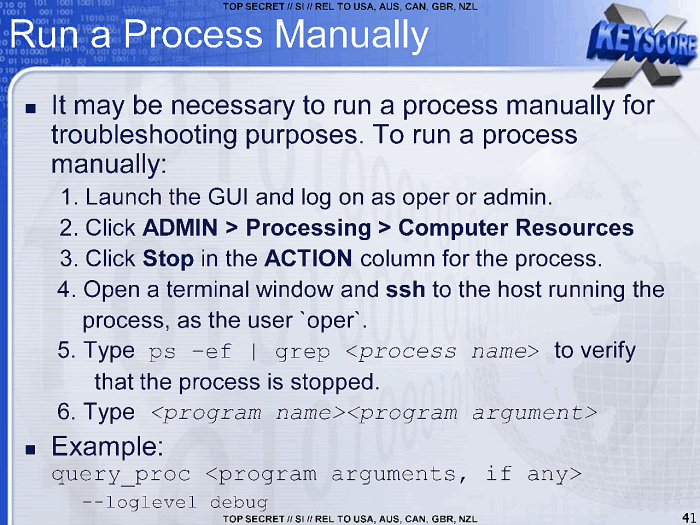 TOP SECRET // SI // REL TO USA, AUS, CAN, GBR, NZL
Run a Process Manually
KEYSCORE
X
■ It may be necessary to run a process manually for
troubleshooting purposes. To run a process
manually:
1. Launch the GUI and log on as oper or admin.
2. Click ADMIN > Processing > Computer Resources
3. Click Stop in the ACTION column for the process.
4. Open a terminal window and ssh to the host running the
process, as the user `oper`.
5. Type ps –ef | grep <process name> to verify
that the process is stopped.
6. Type <program name><program argument>
■ Example:
query_proc <program arguments, if any>
--loglevel debug
TOP SECRET // SI // REL TO USA, AUS, CAN, GBR, NZL
41